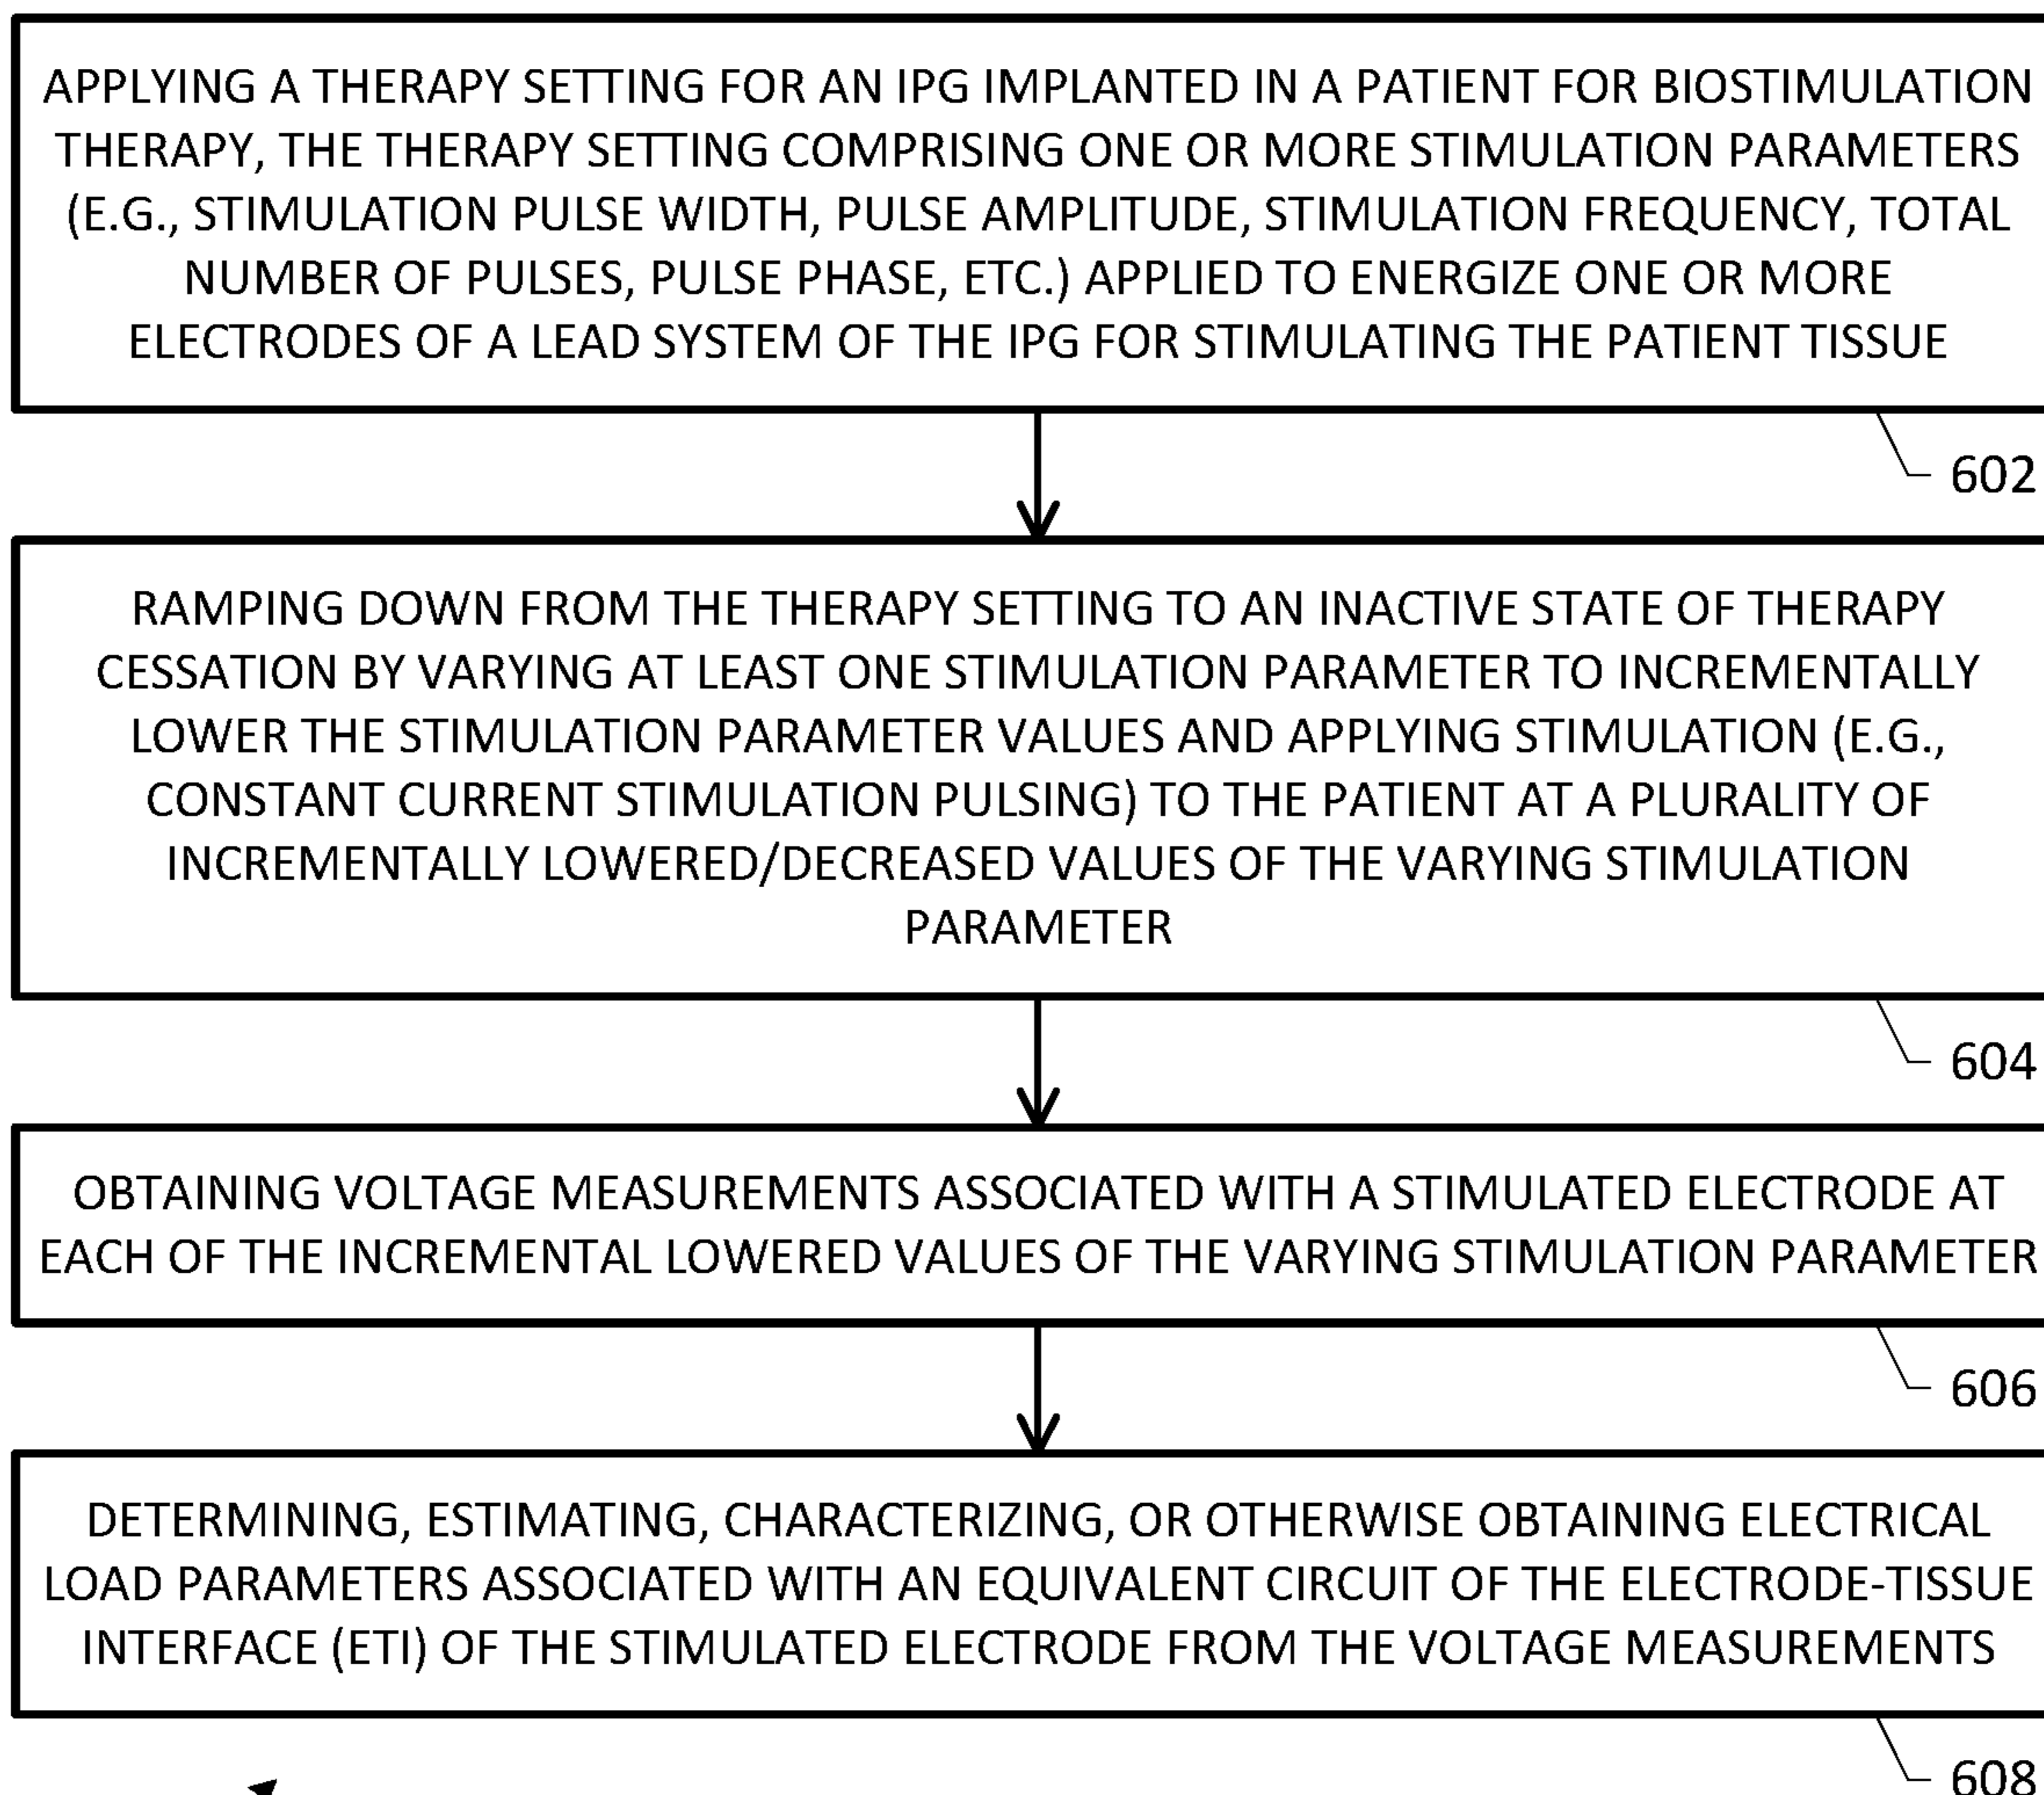 APPLYING A THERAPY SETTING FOR AN IPG IMPLANTED IN A PATIENT FOR BIOSTIMULATION
THERAPY, THE THERAPY SETTING COMPRISING ONE OR MORE STIMULATION PARAMETERS
(E.G., STIMULATION PULSE WIDTH, PULSE AMPLITUDE, STIMULATION FREQUENCY, TOTAL
NUMBER OF PULSES, PULSE PHASE, ETC.) APPLIED TO ENERGIZE ONE OR MORE
ELECTRODES OF A LEAD SYSTEM OF THE IPG FOR STIMULATING THE PATIENT TISSUE
602
RAMPING DOWN FROM THE THERAPY SETTING TO AN INACTIVE STATE OF THERAPY
CESSATION BY VARYING AT LEAST ONE STIMULATION PARAMETER TO INCREMENTALLY
LOWER THE STIMULATION PARAMETER VALUES AND APPLYING STIMULATION (E.G.,
CONSTANT CURRENT STIMULATION PULSING) TO THE PATIENT AT A PLURALITY OF
INCREMENTALLY LOWERED/DECREASED VALUES OF THE VARYING STIMULATION
PARAMETER
604
OBTAINING VOLTAGE MEASUREMENTS ASSOCIATED WITH A STIMULATED ELECTRODE AT
EACH OF THE INCREMENTAL LOWERED VALUES OF THE VARYING STIMULATION PARAMETER
606
DETERMINING, ESTIMATING, CHARACTERIZING, OR OTHERWISE OBTAINING ELECTRICAL
LOAD PARAMETERS ASSOCIATED WITH AN EQUIVALENT CIRCUIT OF THE ELECTRODE-TISSUE
INTERFACE (ETI) OF THE STIMULATED ELECTRODE FROM THE VOLTAGE MEASUREMENTS
608